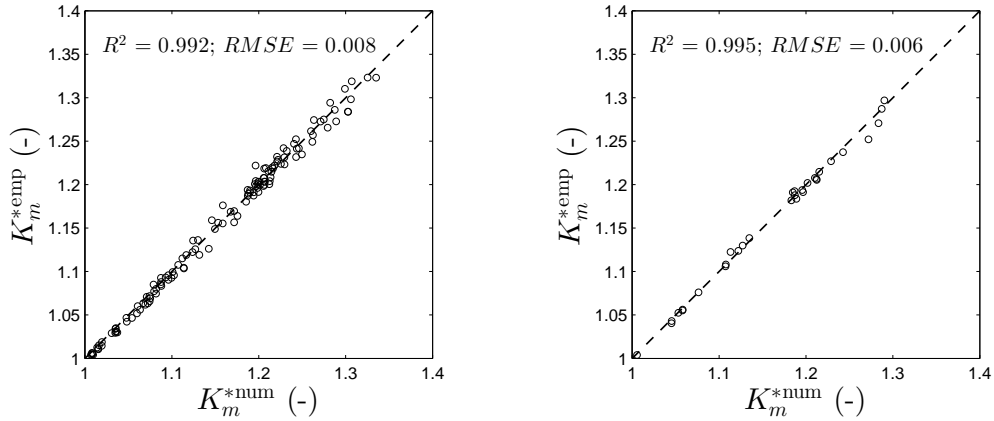 R² = 0.992; RMSE = 0.008
1.4
1.35
1.3
1.25
1.2
1.15
1.1
1.05
1
1 1.1 1.2 1.3 1.4
K_m^{*emp} (-)
K_m^{*num} (-)
R² = 0.995; RMSE = 0.006
1.4
1.35
1.3
1.25
1.2
1.15
1.1
1.05
1
1 1.1 1.2 1.3 1.4
K_m^{*emp} (-)
K_m^{*num} (-)